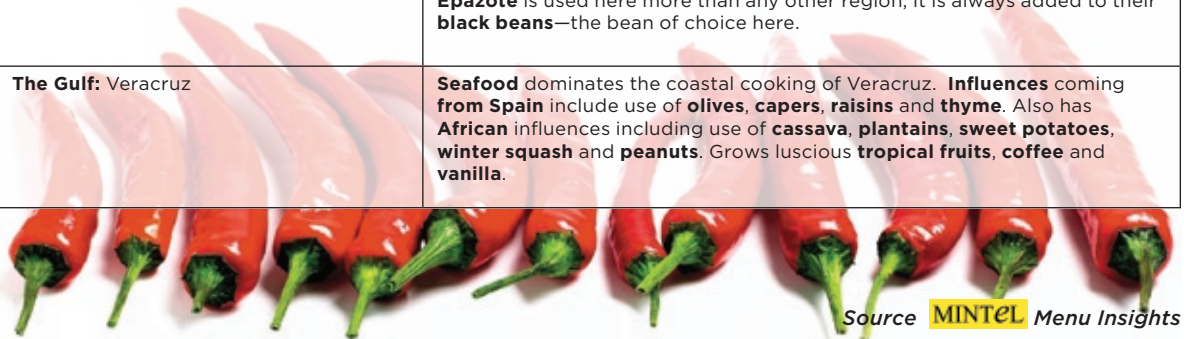 Epazote is used here more than any other region, it is always added to their
black beans—the bean of choice here.
The Gulf: Veracruz
Seafood dominates the coastal cooking of Veracruz. Influences coming
from Spain include use of olives, capers, raisins and thyme. Also has
African influences including use of cassava, plantains, sweet potatoes,
winter squash and peanuts. Grows luscious tropical fruits, coffee and
vanilla.
Source MINTEL Menu Insights